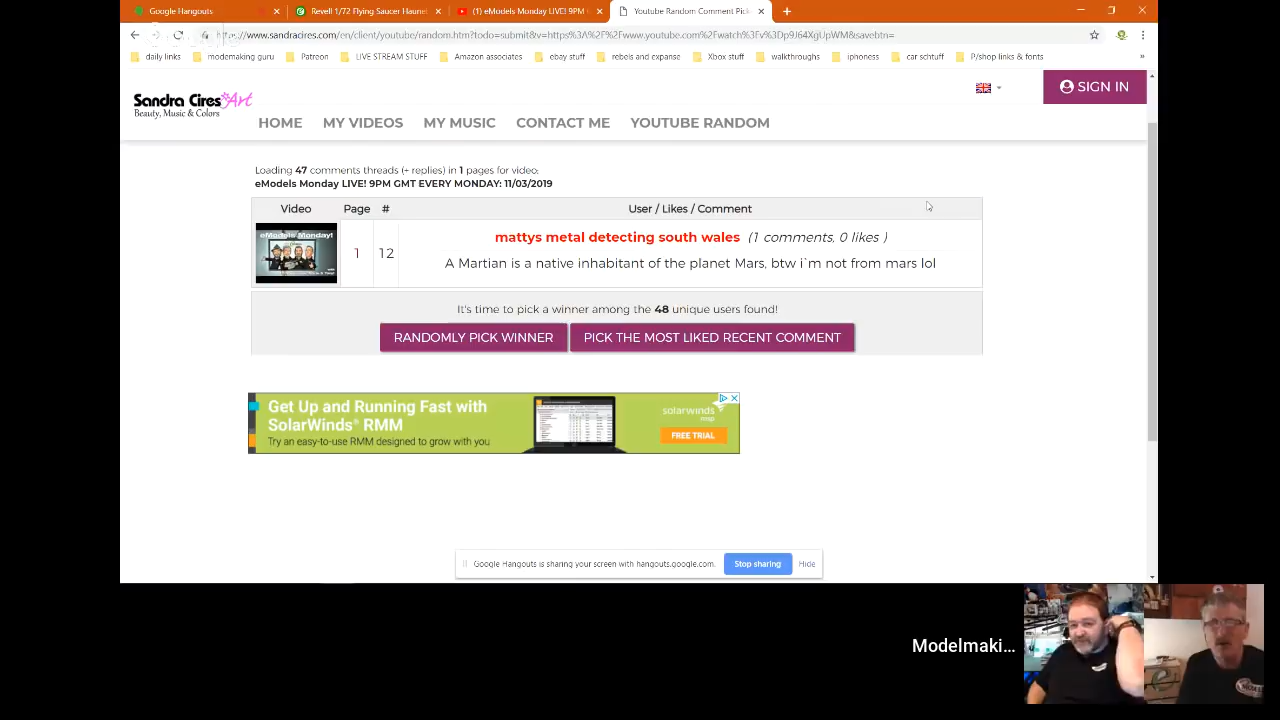 Google Hangouts
Revell 1/72 Flying Saucer Haunel
(1) eModels Monday LIVE! 9PM
Youtube Random Comment Pick
https://www.sandracires.com/en/client/youtube/random.htm?todo=submit&v=https%3A%2F%2Fwww.youtube.com%2Fwatch%3Fv%3Dp9J64XgUpWM&savebtn=
daily links
modemaking guru
Patreon
LIVE STREAM STUFF
Amazon associates
ebay stuff
rebels and expanse
Xbox stuff
walkthroughs
iphoness
car schtuff
P/shop links & fonts
»
Sandra Cires Art
Beauty, Music & Colors
SIGN IN
HOME
MY VIDEOS
MY MUSIC
CONTACT ME
YOUTUBE RANDOM
Loading 47 comments threads (+ replies) in 1 pages for video:
eModels Monday LIVE! 9PM GMT EVERY MONDAY: 11/03/2019
Video Page # User / Likes / Comment
eModels Monday!
1 12
mattys metal detecting south wales (1 comments, 0 likes )
A Martian is a native inhabitant of the planet Mars, btw i`m not from mars lol
It's time to pick a winner among the 48 unique users found!
RANDOMLY PICK WINNER
PICK THE MOST LIKED RECENT COMMENT
Get Up and Running Fast with
SolarWinds® RMM
Try an easy-to-use RMM designed to grow with you
solarwinds
msp
FREE TRIAL
Google Hangouts is sharing your screen with hangouts.google.com.
Stop sharing
Hide
Modelmaki...